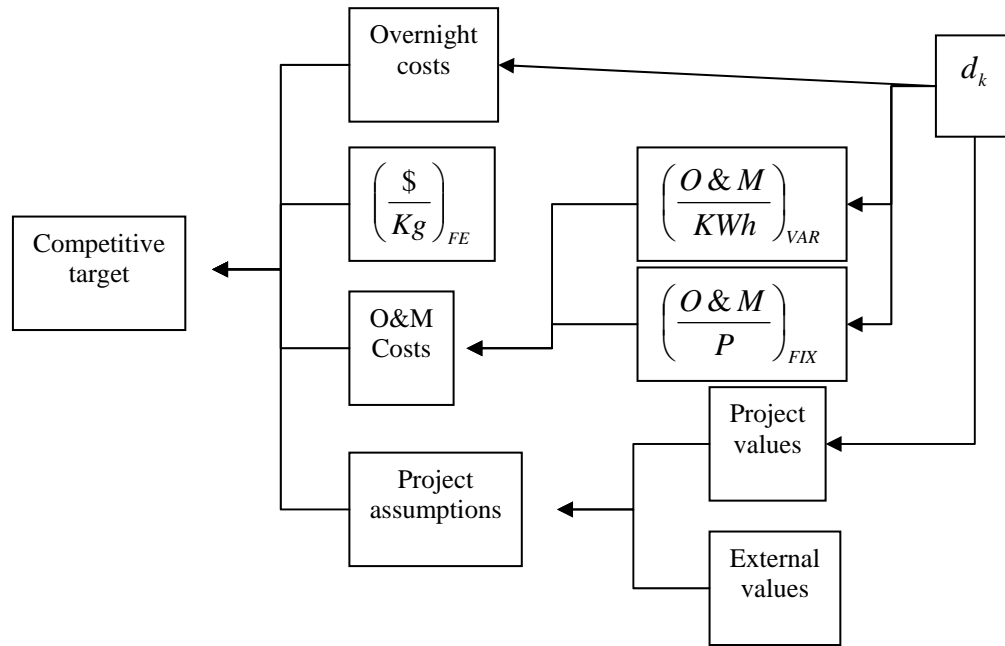 Overnight
costs
d_k
($/Kg)_FE
(O & M/KWh)_VAR
Competitive
target
O&M
Costs
(O & M/P)_FIX
Project
values
Project
assumptions
External
values